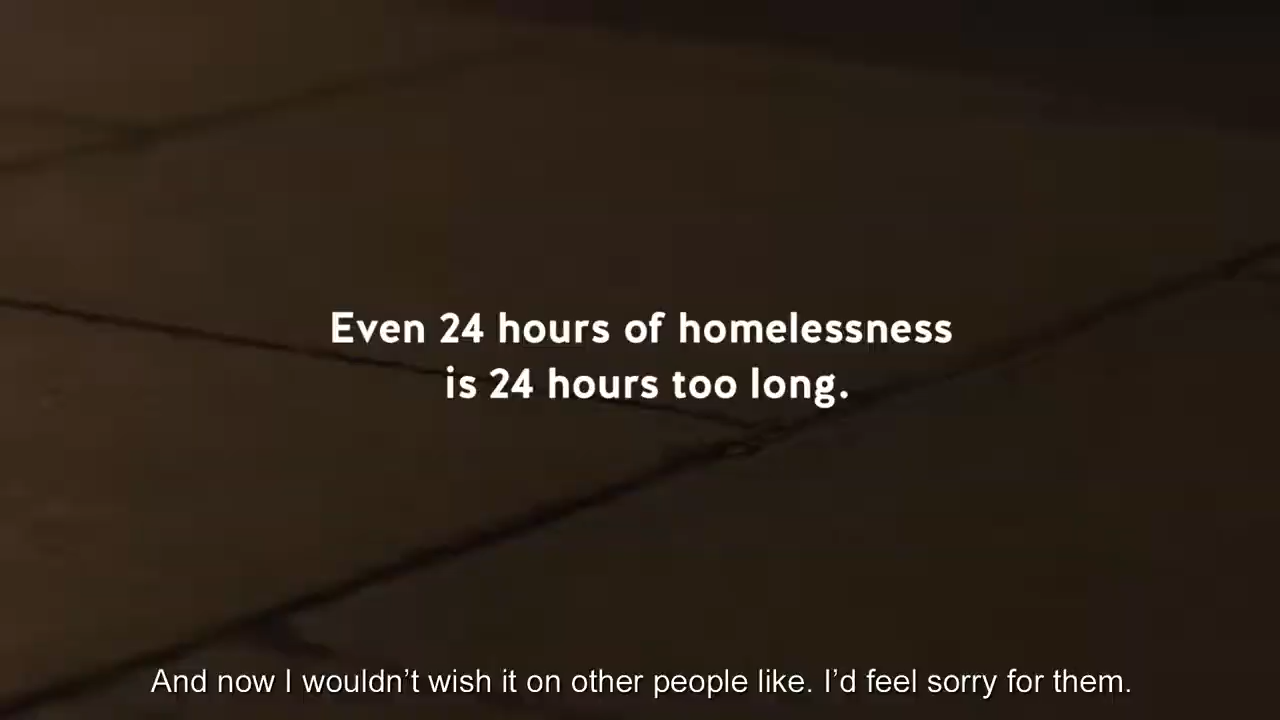 Even 24 hours of homelessness
is 24 hours too long.
And now I wouldn’t wish it on other people like. I’d feel sorry for them.